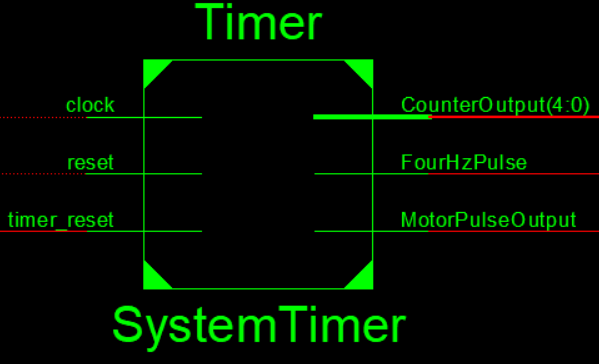 Timer
clock
CounterOutput(4:0)
reset
FourHzPulse
timer_reset
MotorPulseOutput
SystemTimer